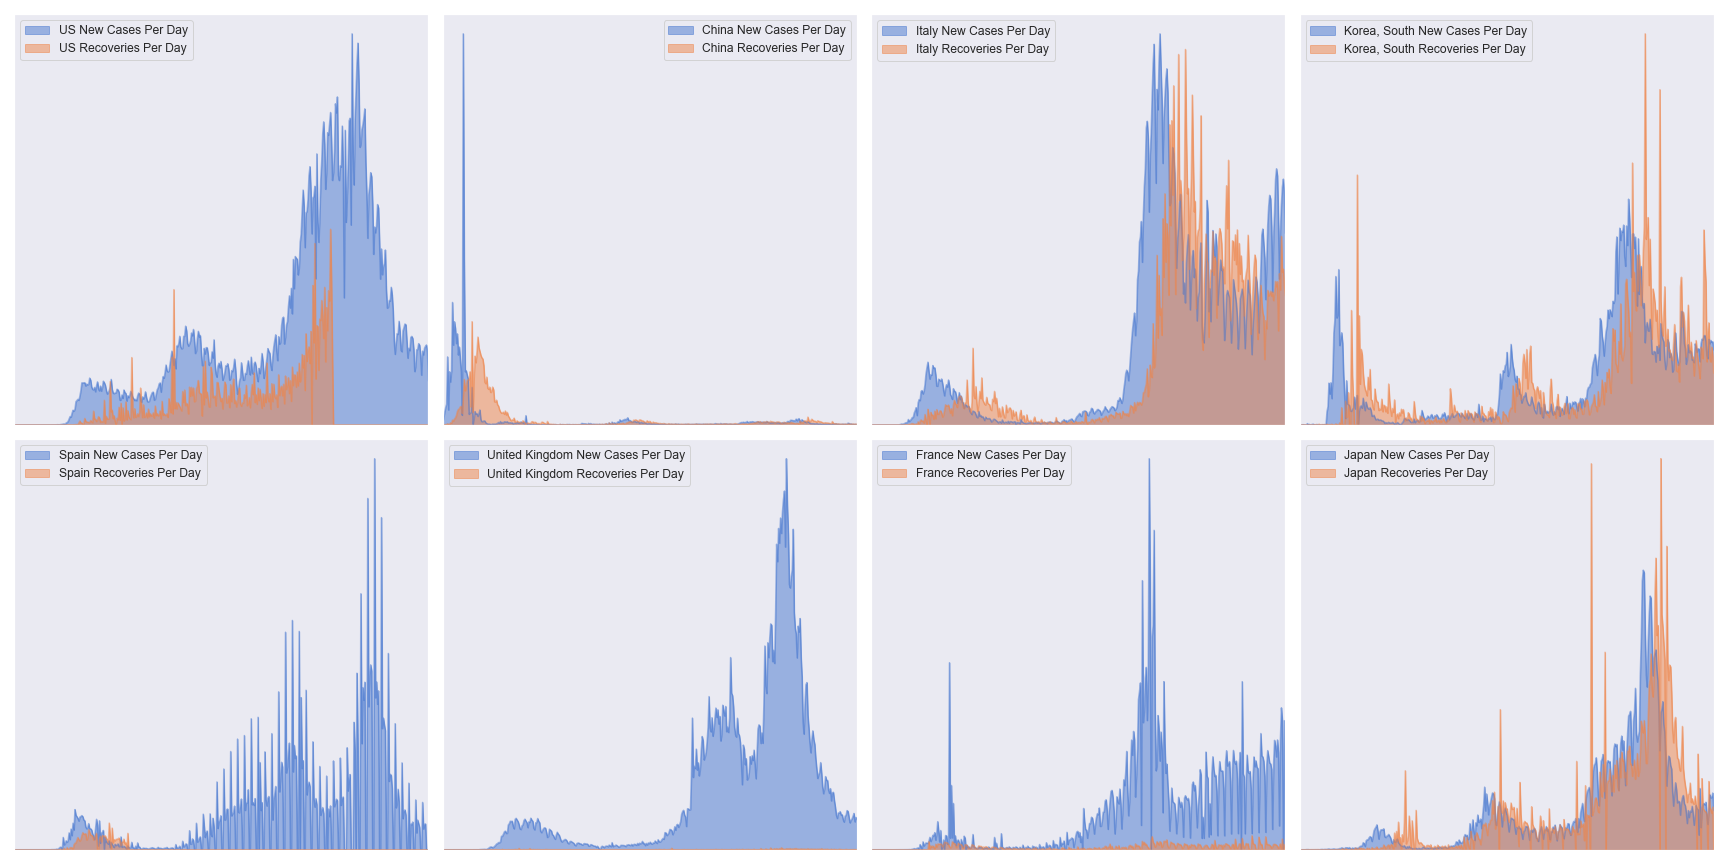 US New Cases Per Day
US Recoveries Per Day
China New Cases Per Day
China Recoveries Per Day
Italy New Cases Per Day
Italy Recoveries Per Day
Korea, South New Cases Per Day
Korea, South Recoveries Per Day
Spain New Cases Per Day
Spain Recoveries Per Day
United Kingdom New Cases Per Day
United Kingdom Recoveries Per Day
France New Cases Per Day
France Recoveries Per Day
Japan New Cases Per Day
Japan Recoveries Per Day